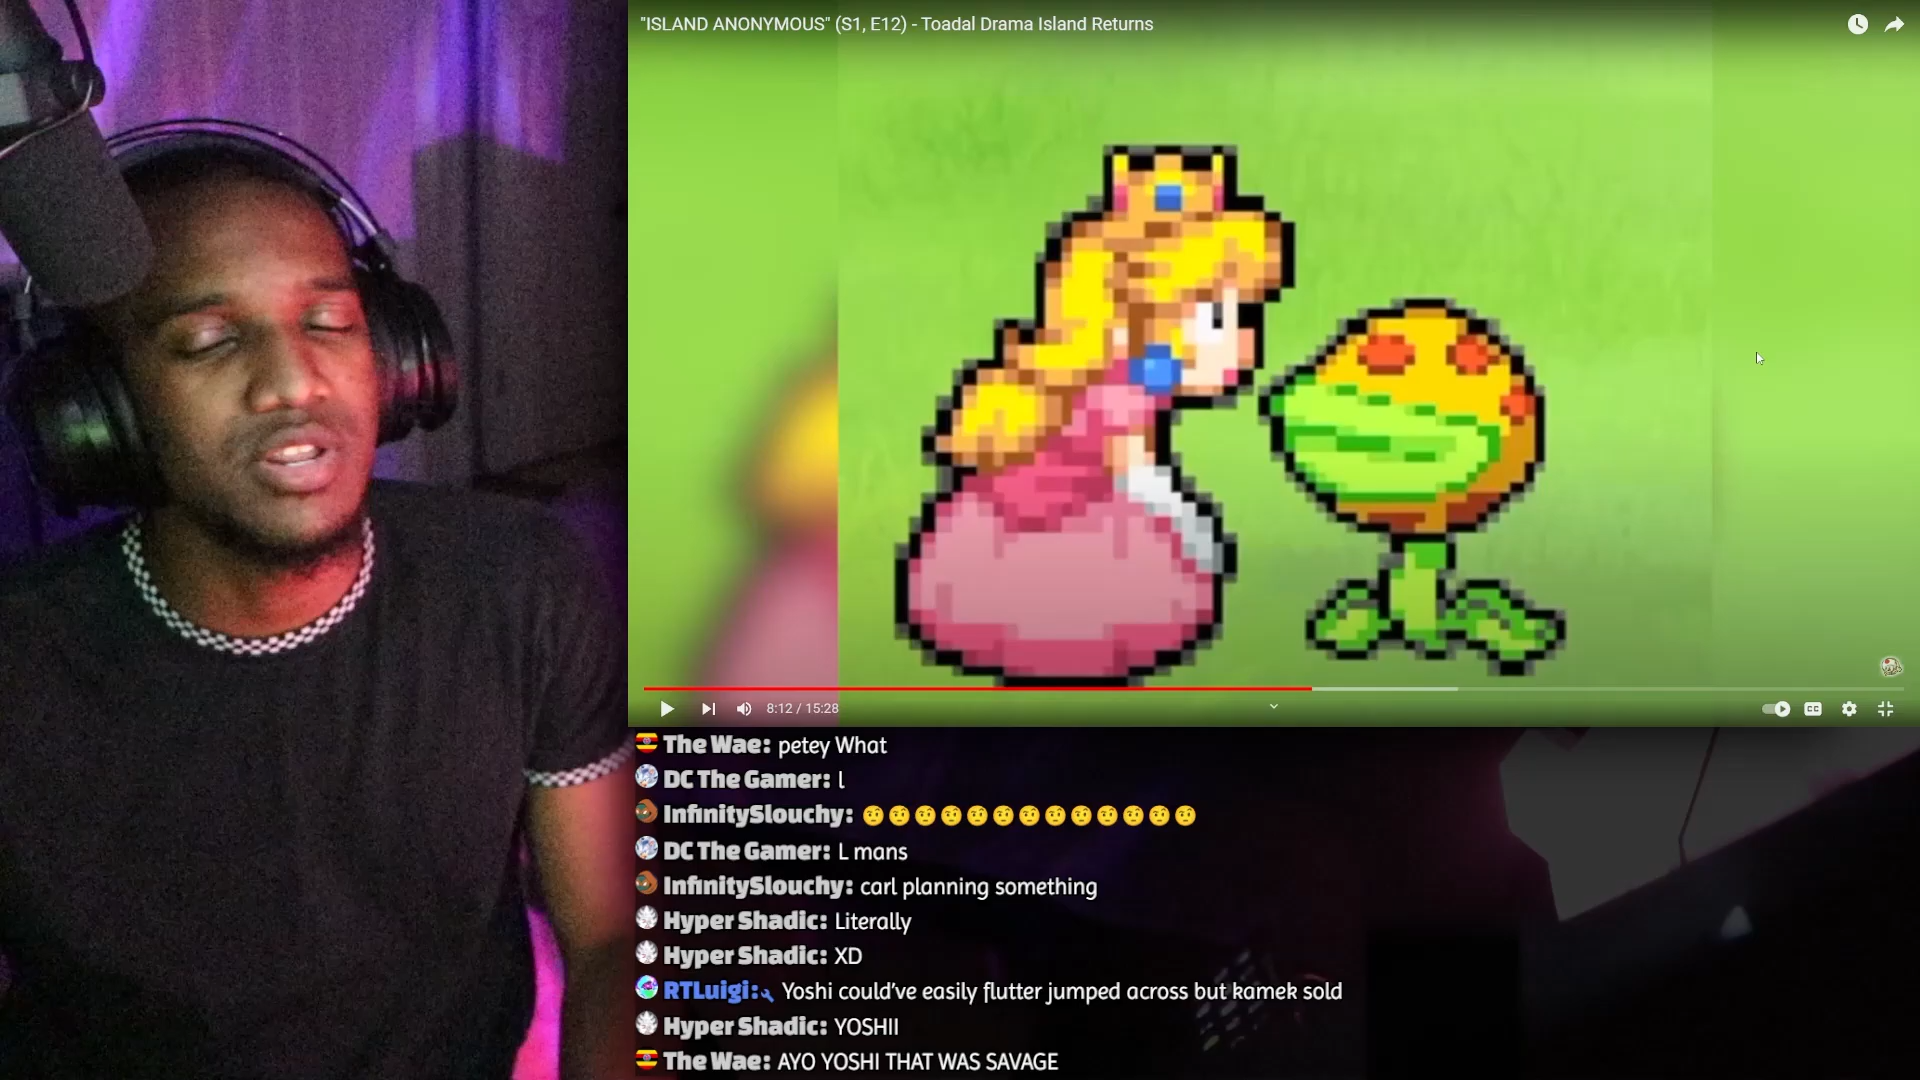 "ISLAND ANONYMOUS" (S1, E12) - Toadal Drama Island Returns
8:12 / 15:28
CC
The Wae: petey What
DC The Gamer: l
InfinitySlouchy: 🤨🤨🤨🤨🤨🤨🤨🤨🤨🤨🤨🤨🤨
DC The Gamer: L mans
InfinitySlouchy: carl planning something
Hyper Shadic: Literally
Hyper Shadic: XD
RTLuigi: Yoshi could've easily flutter jumped across but kamek sold
Hyper Shadic: YOSHII
The Wae: AYO YOSHI THAT WAS SAVAGE